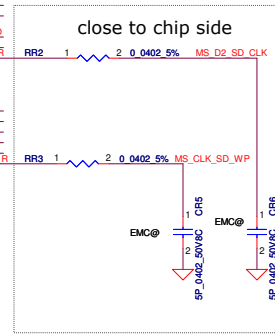 close to chip side
R RR2 1 2 0_0402_5% MS_D2_SD_CLK
R RR3 1 2 0_0402_5% MS_CLK_SD_WP
1 CR5
EMC@
2
5P_0402_50V8C
1 CR6
EMC@
2
5P_0402_50V8C